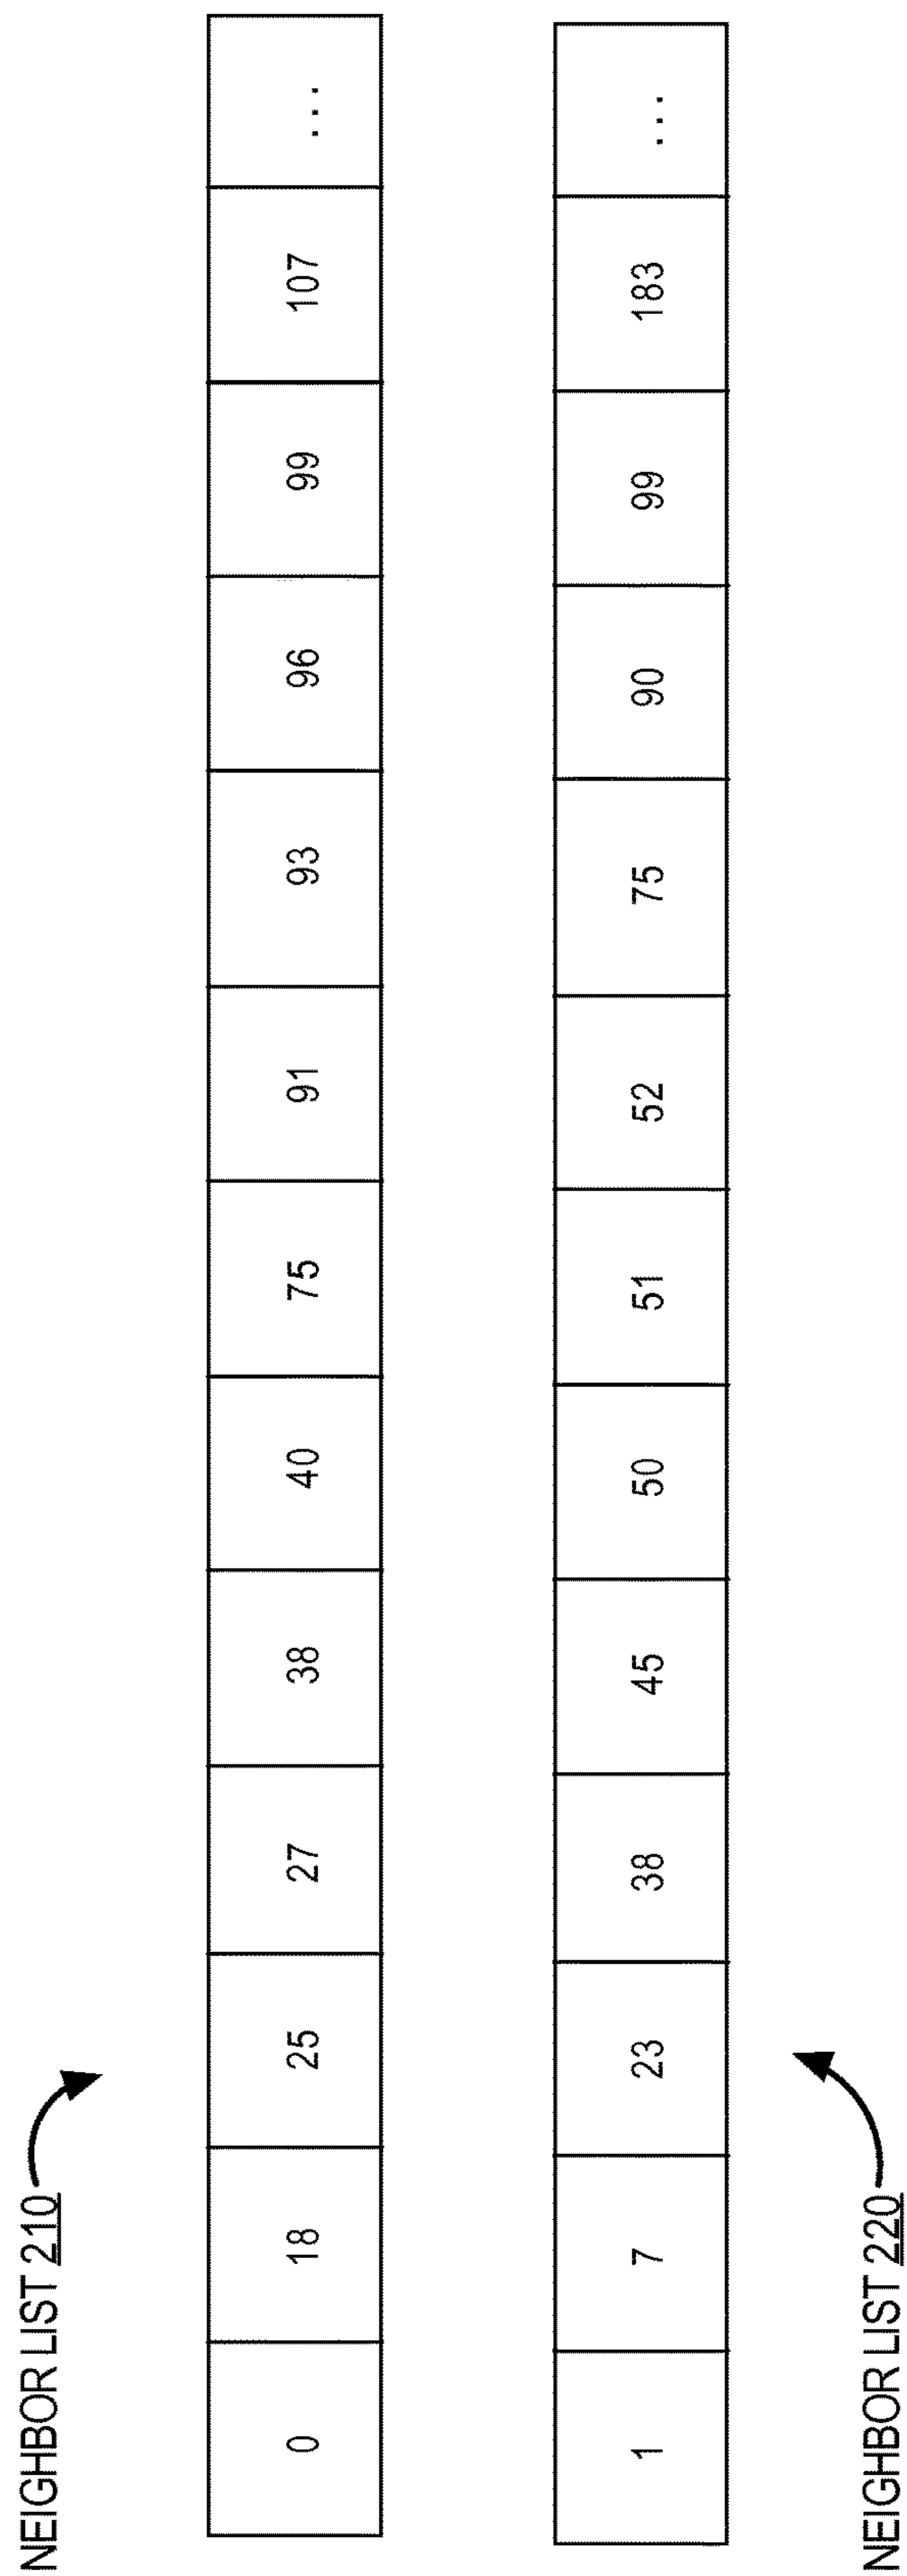 NEIGHBOR LIST 210
0 18 25 27 38 40 75 91 93 96 99 107 ...
1 7 23 38 45 50 51 52 75 90 99 183 ...
NEIGHBOR LIST 220